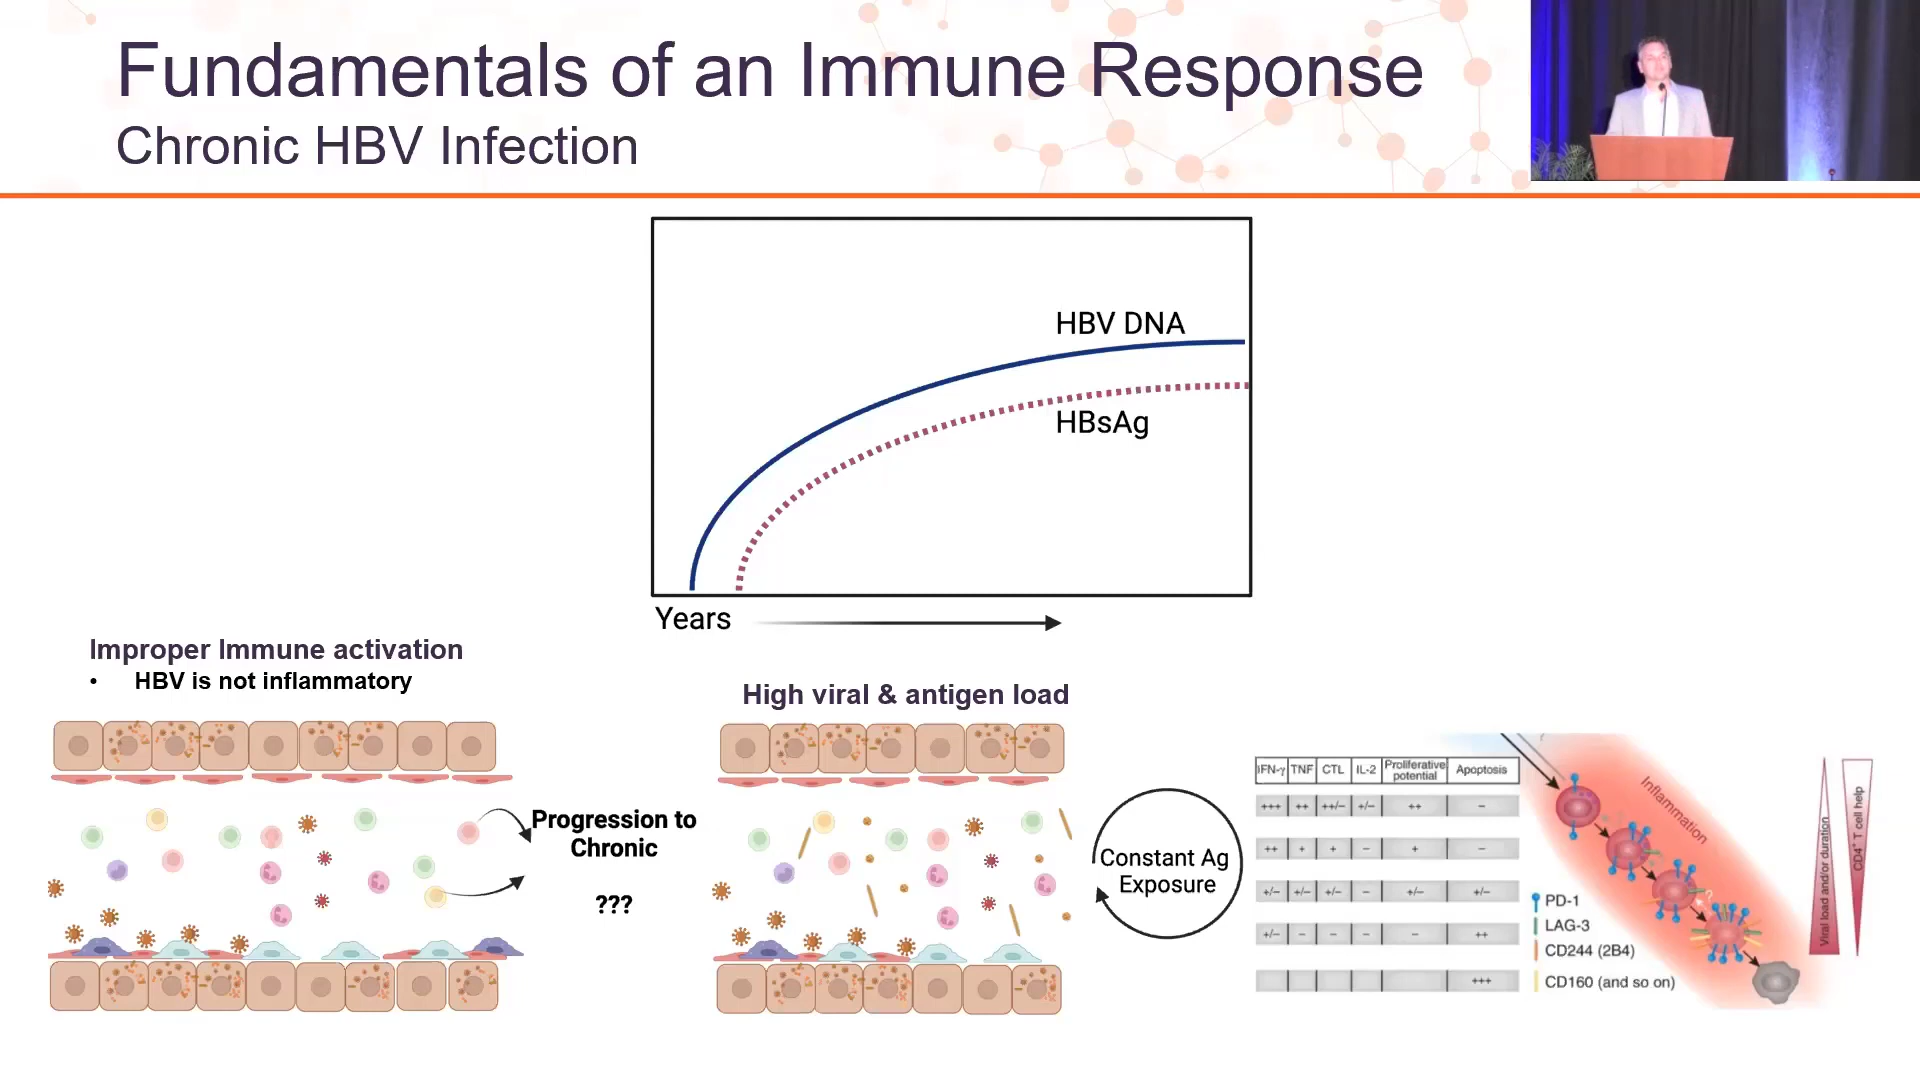 Fundamentals of an Immune Response
Chronic HBV Infection
HBV DNA
HBsAg
Years
Improper Immune activation
• HBV is not inflammatory
Progression to
Chronic
???
High viral & antigen load
Constant Ag
Exposure
IFN-γ TNF CTL IL-2 Proliferative potential Apoptosis
+++ ++ ++/– +/– ++ –
++ + + – + –
+/– +/– +/– – +/– +/–
+/– – – – – ++
+++
PD-1
LAG-3
CD244 (2B4)
CD160 (and so on)
?
Inflammation
?
Viral load and/or duration
CD4+ T cell help